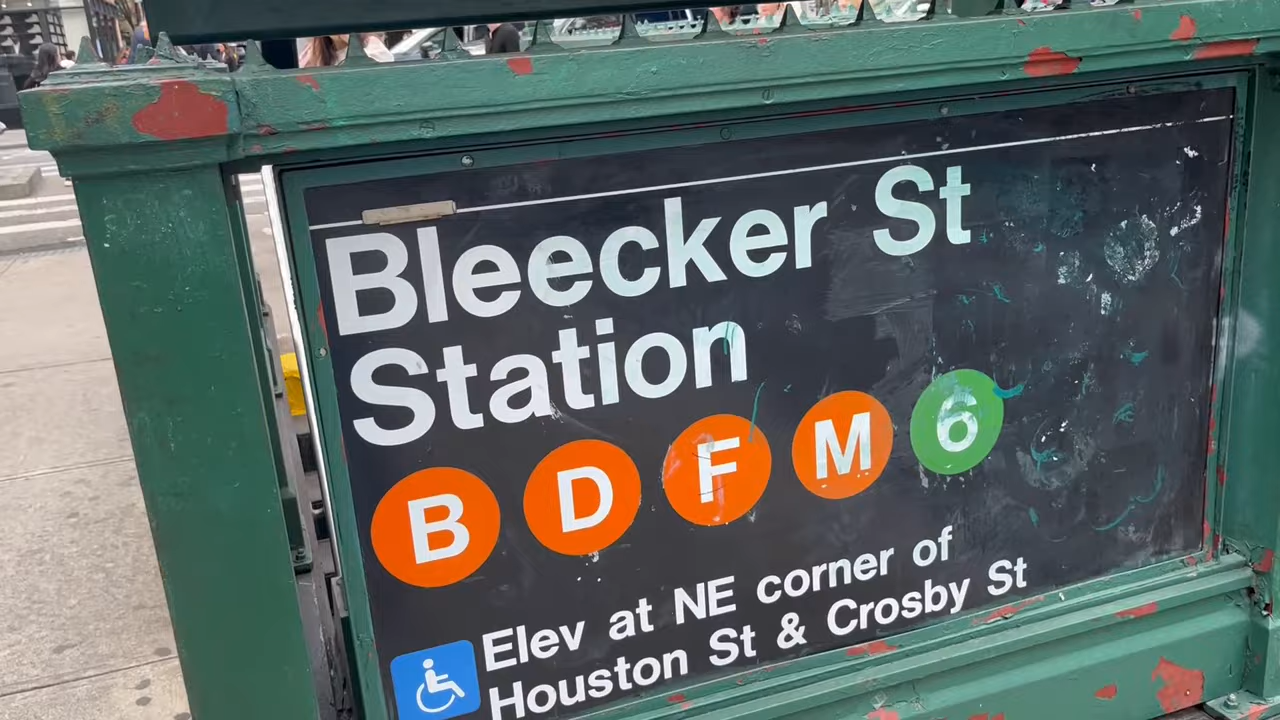 Bleecker St
Station
B D F M 6
Elev at NE corner of
Houston St & Crosby St